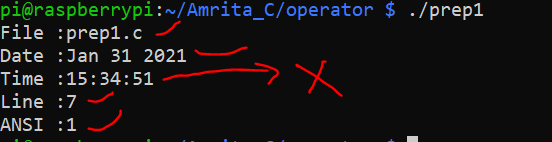 pi@raspberrypi:~/Amrita_C/operator $ ./prep1
File :prep1.c
Date :Jan 31 2021
Time :15:34:51
Line :7
ANSI :1